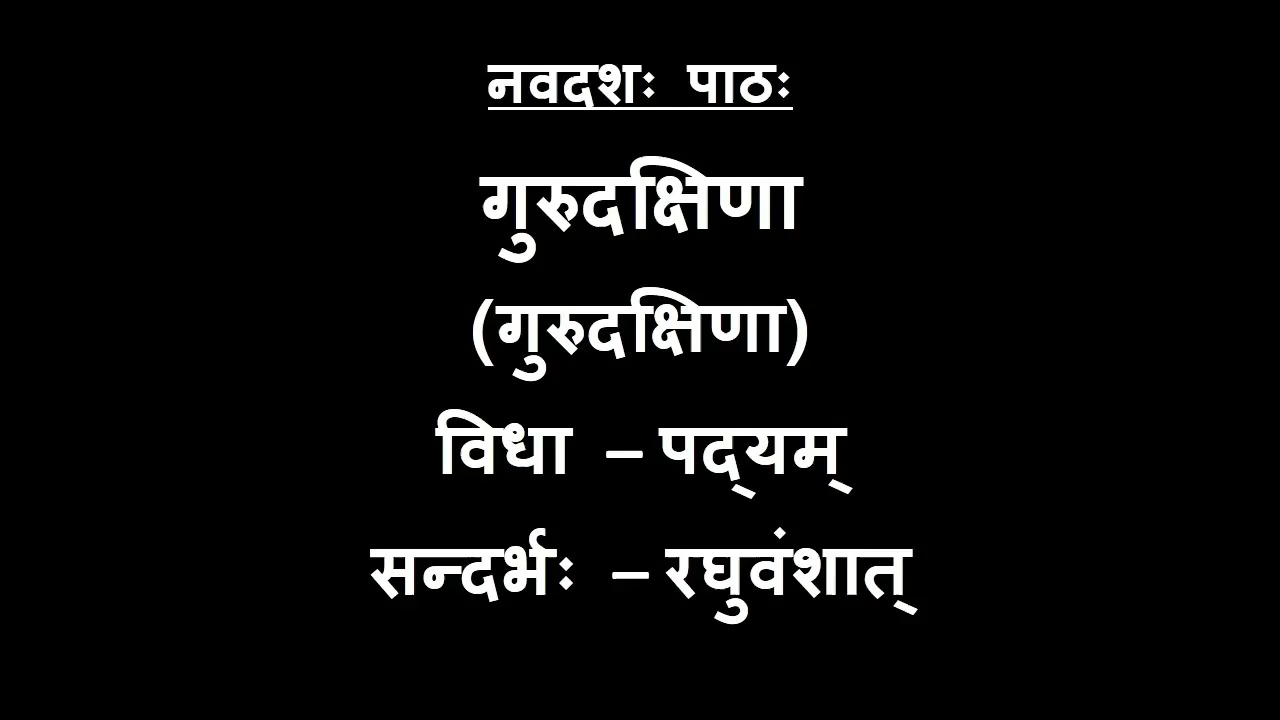 नवदशः पाठः
गुरुदक्षिणा
(गुरुदक्षिणा)
विधा – पद्‌यम्
सन्दर्भः – रघुवंशात्